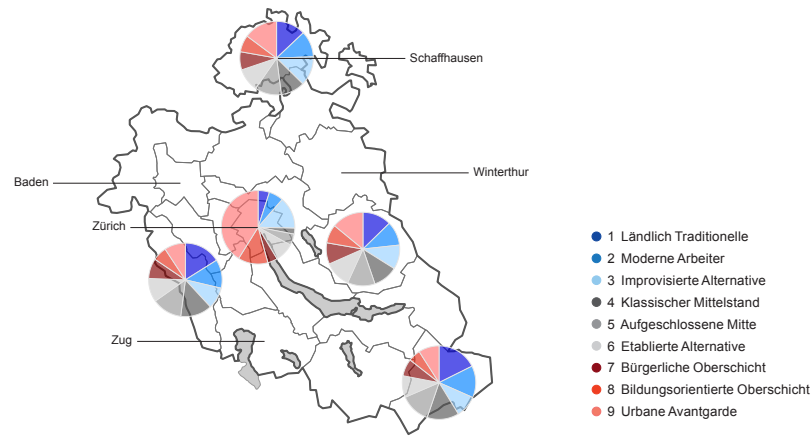 Schaffhausen
Winterthur
Baden
Zürich
Zug
1 Ländlich Traditionelle
2 Moderne Arbeiter
3 Improvisierte Alternative
4 Klassischer Mittelstand
5 Aufgeschlossene Mitte
6 Etablierte Alternative
7 Bürgerliche Oberschicht
8 Bildungsorientierte Oberschicht
9 Urbane Avantgarde